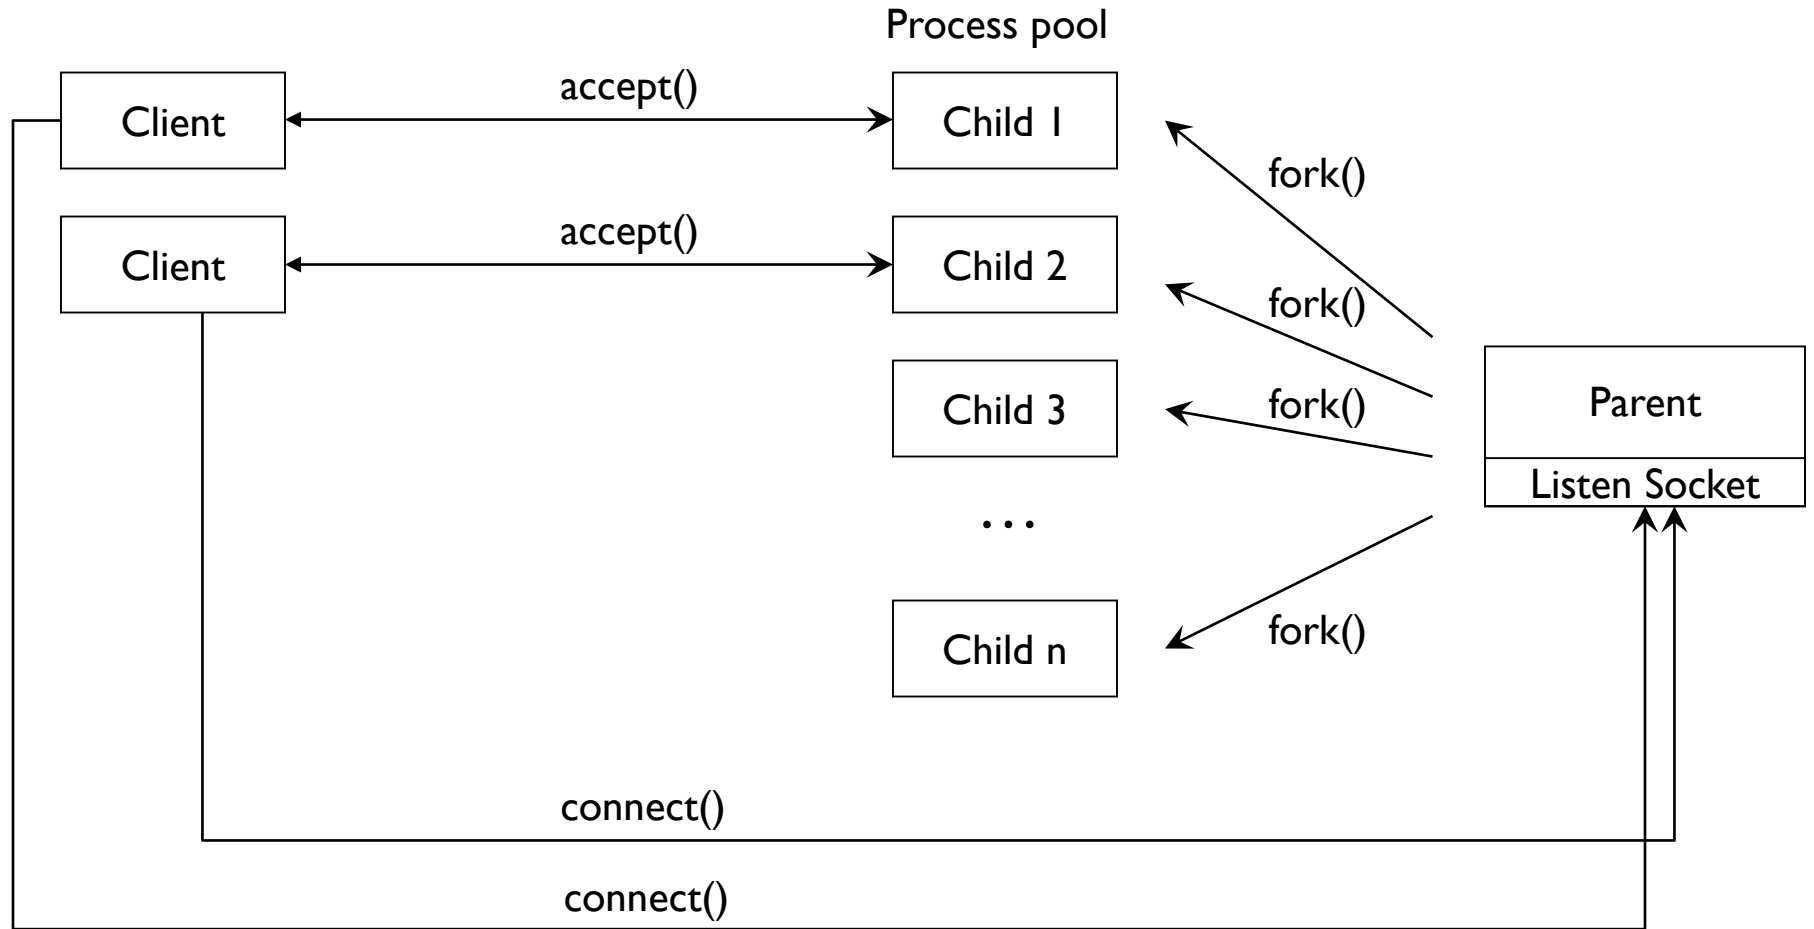 Process pool
Client
accept()
Child 1
fork()
Client
accept()
Child 2
fork()
Child 3
fork()
Parent
Listen Socket
...
Child n
fork()
connect()
connect()